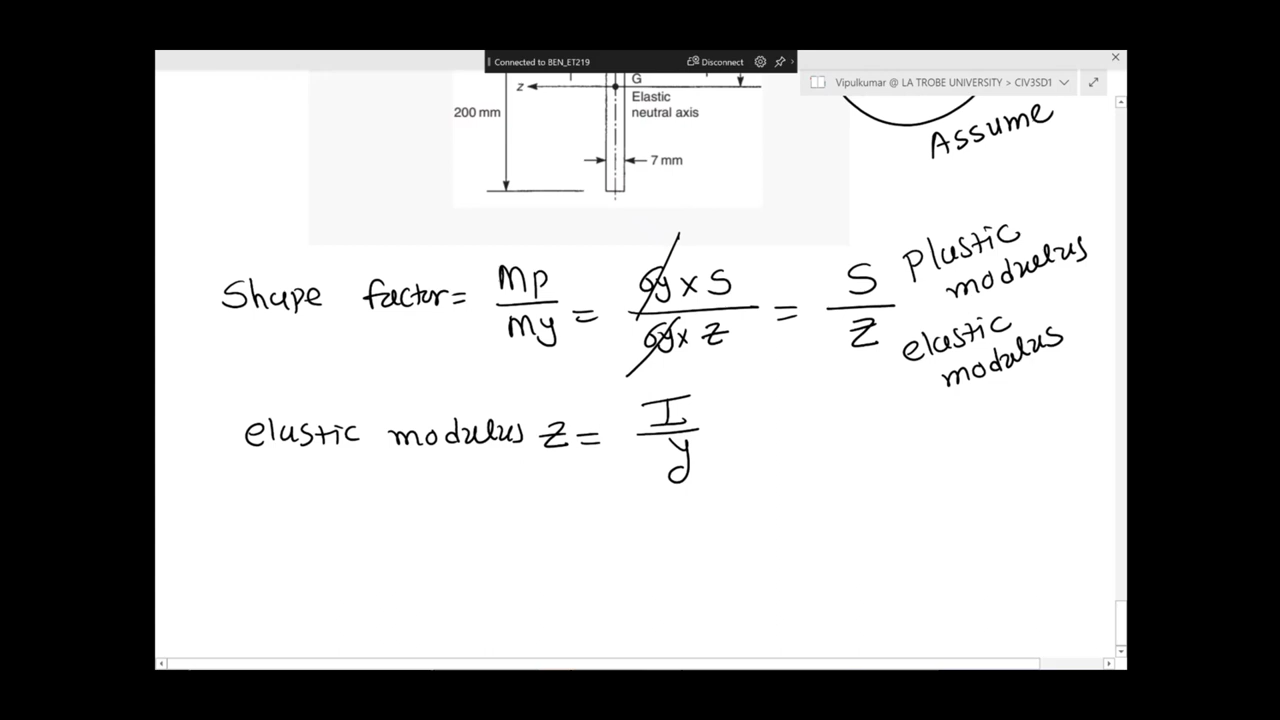 Connected to BEN_ET219 Disconnect
Vipulkumar @ LA TROBE UNIVERSITY > CIV3SD1
G
z
Elastic
neutral axis
200 mm
7 mm
Assume
Shape factor = Mp / My = σy x S / σy x Z = S / Z
Plastic modulus
elastic modulus
elastic modulus Z = I / y